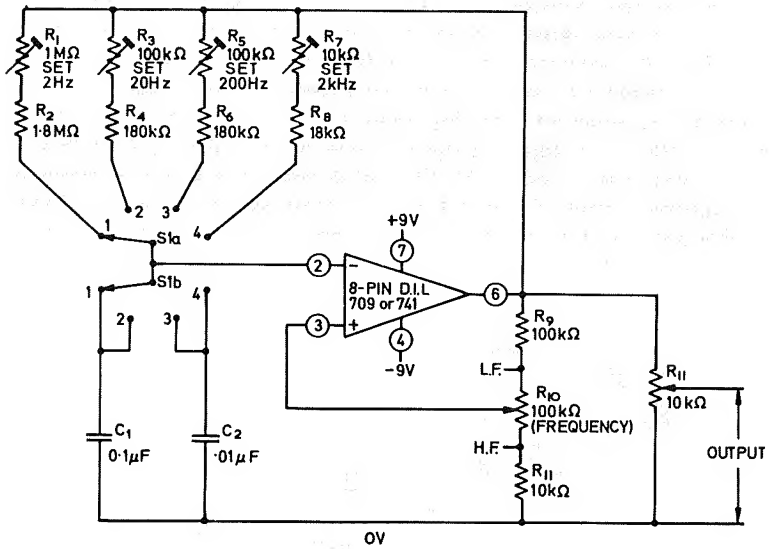 R1
1MΩ
SET
2Hz
R3
100kΩ
SET
20Hz
R5
100kΩ
SET
200Hz
R7
10kΩ
SET
2kHz
R2
1·8MΩ
R4
180kΩ
R6
180kΩ
R8
18kΩ
1
2
3
4
S1a
S1b
1
2
3
4
+9V
7
2
−
8-PIN D.I.L
709 or 741
6
3
+
4
−9V
R9
100kΩ
L.F.
R10
100kΩ
(FREQUENCY)
H.F.
R11
10kΩ
R11
10kΩ
OUTPUT
C1
0·1μF
C2
·01μF
0V